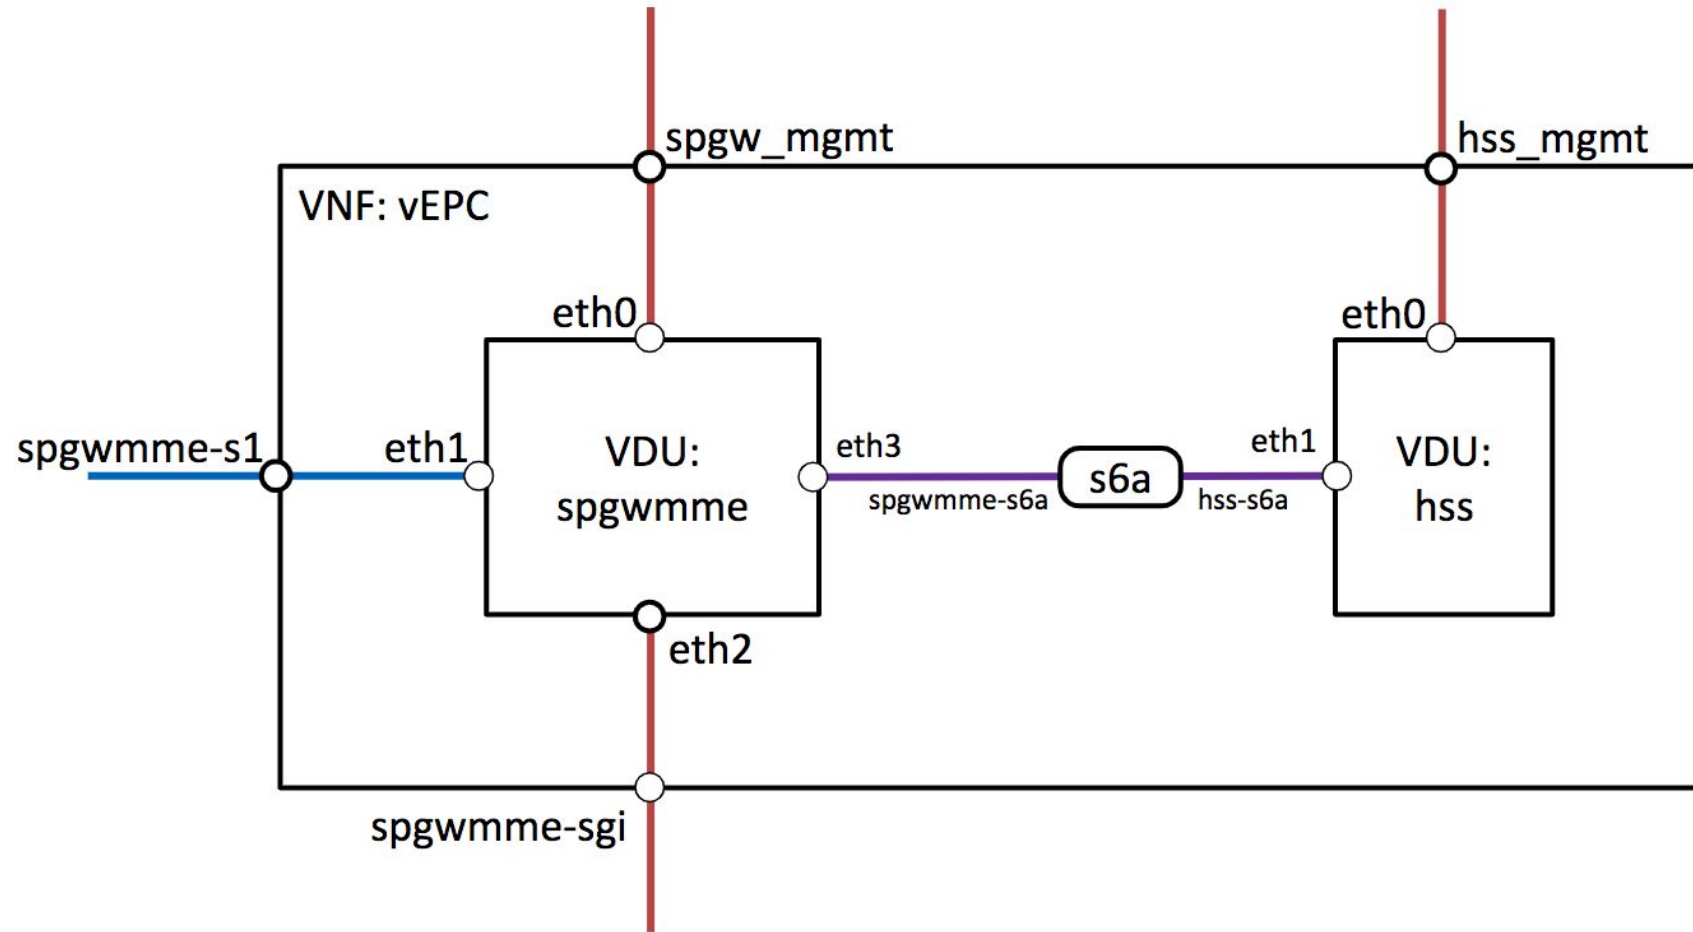 spgw_mgmt
hss_mgmt
VNF: vEPC
eth0
eth0
spgwmme-s1
eth1
VDU:
spgwmme
eth3
spgwmme-s6a
s6a
eth1
hss-s6a
VDU:
hss
eth2
spgwmme-sgi